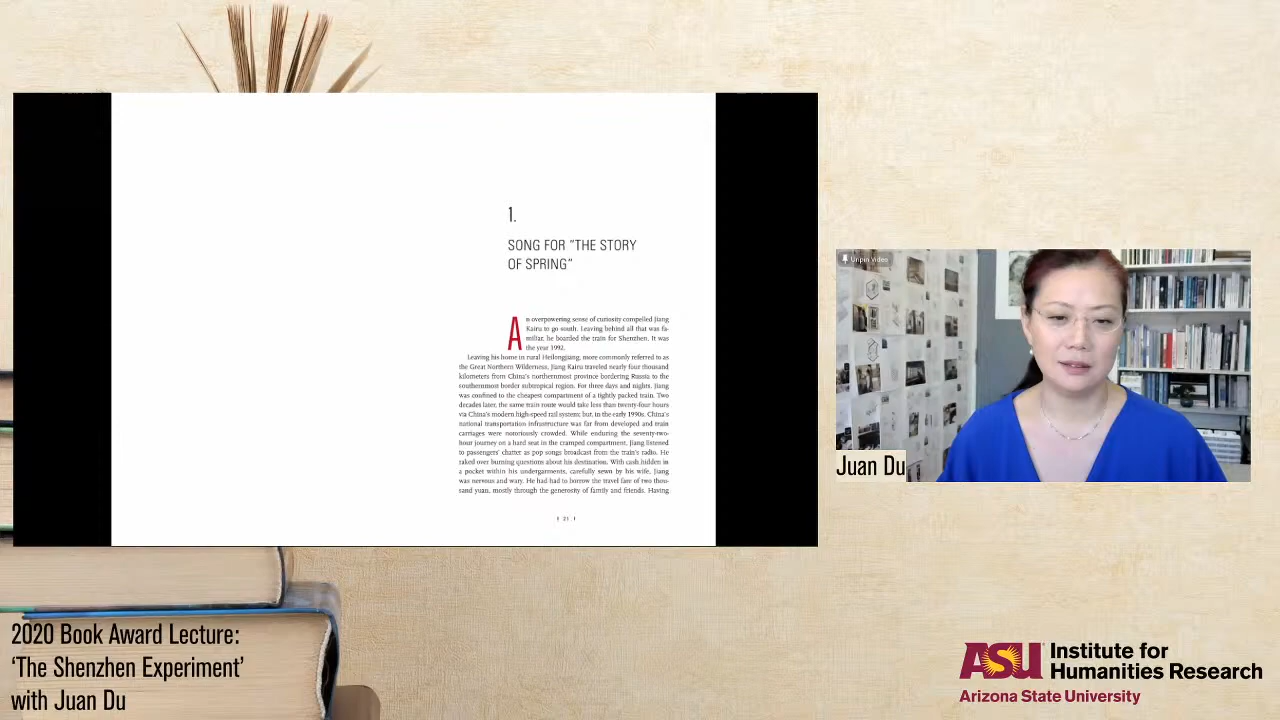 1.
SONG FOR “THE STORY
OF SPRING”
An overpowering sense of curiosity compelled Jiang
Kairu to go south. Leaving behind all that was fa-
miliar, he boarded the train for Shenzhen. It was
the year 1992.
Leaving his home in rural Heilongjiang, more commonly referred to as
the Great Northern Wilderness, Jiang Kairu traveled nearly four thousand
kilometers from China’s northernmost province bordering Russia to the
southernmost border subtropical region. For three days and nights, Jiang
was confined to the cheapest compartment of a tightly packed train. Two
decades later, the same train route would take less than twenty-four hours
via China’s modern high-speed rail system; but, in the early 1990s, China’s
national transportation infrastructure was far from developed and train
carriages were notoriously crowded. While enduring the seventy-two-
hour journey on a hard seat in the cramped compartment, Jiang listened
to passengers’ chatter as pop songs broadcast from the train’s radio. He
raked over burning questions about his destination. With cash hidden in
a pocket within his undergarments, carefully sewn by his wife, Jiang
was nervous and wary. He had had to borrow the travel fare of two thou-
sand yuan, mostly through the generosity of family and friends. Having
21
Unpin Video
Juan Du
2020 Book Award Lecture:
‘The Shenzhen Experiment’
with Juan Du
ASU Institute for
Humanities Research
Arizona State University